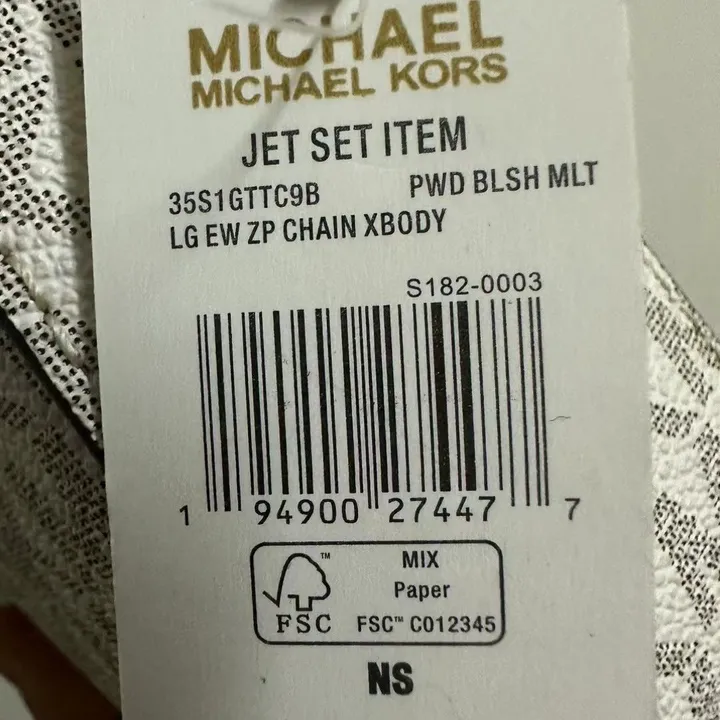 MICHAEL
MICHAEL KORS
JET SET ITEM
35S1GTTC9B PWD BLSH MLT
LG EW ZP CHAIN XBODY
S182-0003
1 94900 27447 7
FSC
MIX
Paper
FSC™ C012345
NS